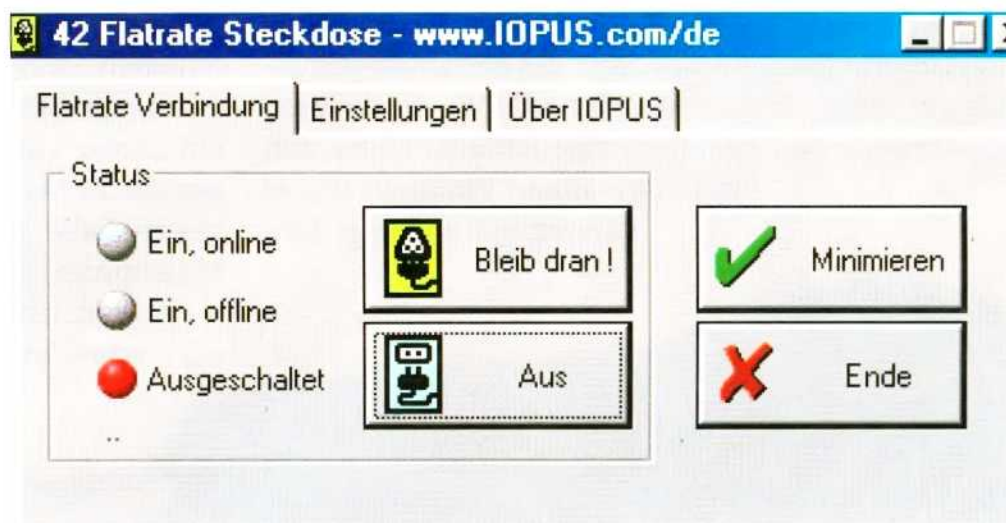 42 Flatrate Steckdose - www.IOPUS.com/de
Flatrate Verbindung Einstellungen Über IOPUS
Status
Ein, online
Ein, offline
Ausgeschaltet
..
Bleib dran !
Aus
Minimieren
Ende